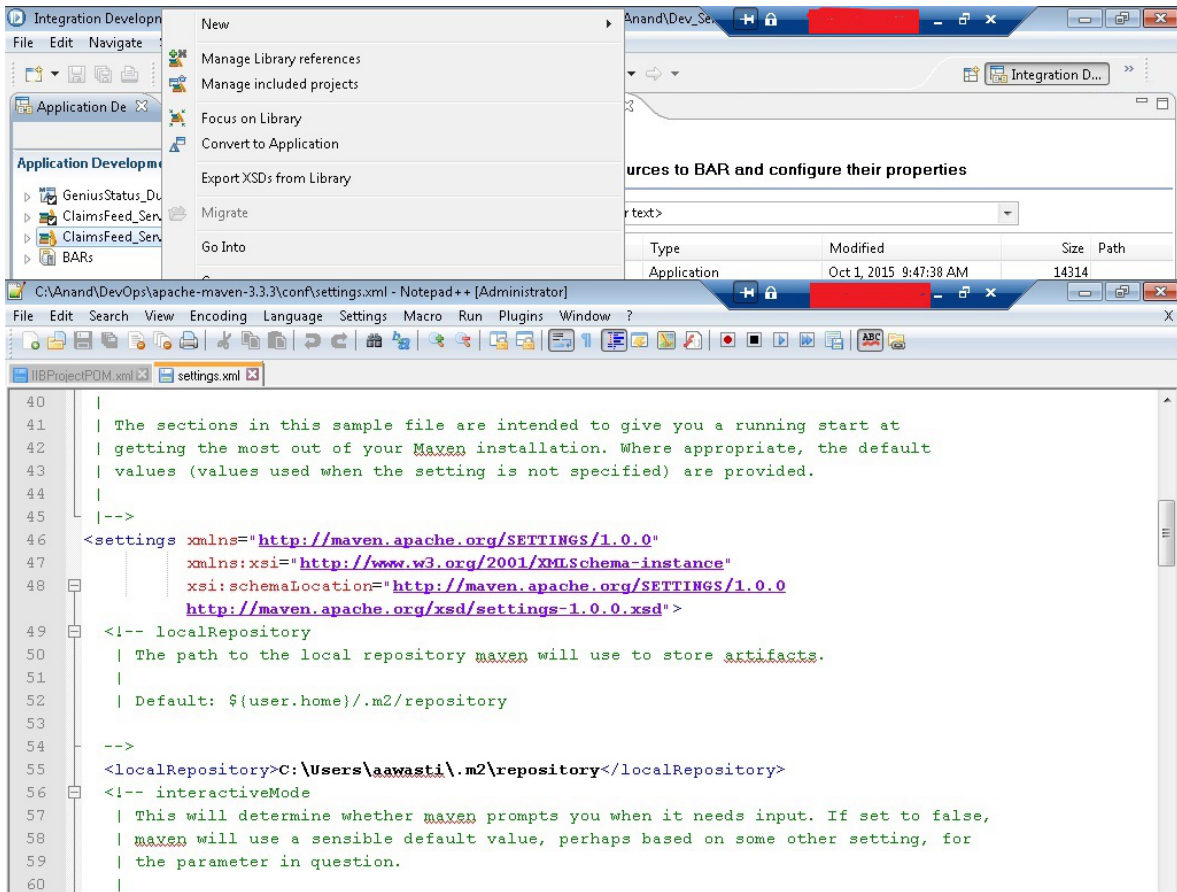 Integration Developn
Anand\Dev_Se
New
File Edit Navigate
Manage Library references
Manage included projects
Integration D...
Application De
Focus on Library
Convert to Application
Application Developm
urces to BAR and configure their properties
Export XSDs from Library
GeniusStatus_Du
Migrate
r text>
ClaimsFeed_Serv
ClaimsFeed_Serv
Go Into
Type Modified Size Path
BARs
Application Oct 1, 2015 9:47:38 AM 14314
C:\Anand\DevOps\apache-maven-3.3.3\conf\settings.xml - Notepad++ [Administrator]
File Edit Search View Encoding Language Settings Macro Run Plugins Window ? X
IIBProjectPOM.xml settings.xml
40 |
41 | The sections in this sample file are intended to give you a running start at
42 | getting the most out of your Maven installation. Where appropriate, the default
43 | values (values used when the setting is not specified) are provided.
44 |
45 |-->
46 <settings xmlns="http://maven.apache.org/SETTINGS/1.0.0"
47 xmlns:xsi="http://www.w3.org/2001/XMLSchema-instance"
48 xsi:schemaLocation="http://maven.apache.org/SETTINGS/1.0.0
http://maven.apache.org/xsd/settings-1.0.0.xsd">
49 <!-- localRepository
50 | The path to the local repository maven will use to store artifacts.
51 |
52 | Default: ${user.home}/.m2/repository
53
54 -->
55 <localRepository>C:\Users\aawasti\.m2\repository</localRepository>
56 <!-- interactiveMode
57 | This will determine whether maven prompts you when it needs input. If set to false,
58 | maven will use a sensible default value, perhaps based on some other setting, for
59 | the parameter in question.
60 |